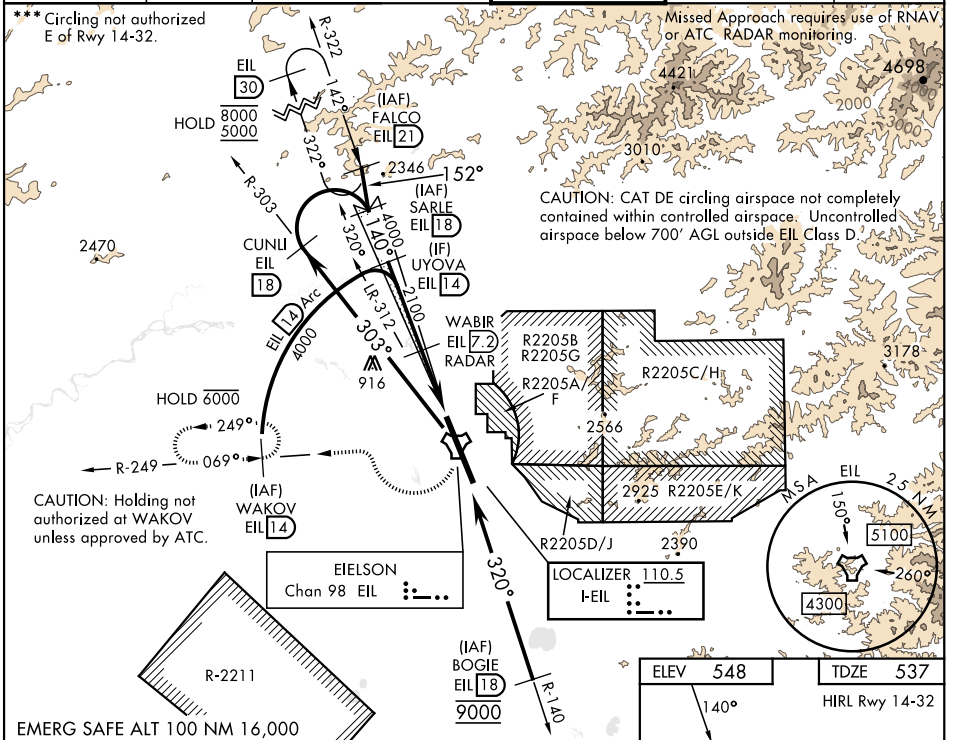 *** Circling not authorized
E of Rwy 14-32.
Missed Approach requires use of RNAV
or ATC RADAR monitoring.
R-322
EIL
30
142°
HOLD 8000
5000
322°
(IAF)
FALCO
EIL 21
4421
4698
4000
2000
3000
3010
2346
152°
R-303
(IAF)
SARLE
EIL 18
CAUTION: CAT DE circling airspace not completely
contained within controlled airspace. Uncontrolled
airspace below 700' AGL outside EIL Class D.
2470
CUNLI
EIL
18
320°
4000
140°
(IF)
UYOVA
EIL 14
2100
LR-312
EIL 14 Arc
4000
303°
916
WABIR
EIL 7.2
RADAR
R2205B
R2205G
R2205A/
F
R2205C/H
3178
2566
HOLD 6000
249°
069°
R-249
(IAF)
WAKOV
EIL 14
CAUTION: Holding not
authorized at WAKOV
unless approved by ATC.
2925
R2205E/K
R2205D/J
2390
MSA EIL 25 NM
150°
5100
260°
4300
EIELSON
Chan 98 EIL
LOCALIZER 110.5
I-EIL
320°
R-2211
(IAF)
BOGIE
EIL 18
9000
R-140
ELEV 548
TDZE 537
140°
HIRL Rwy 14-32
EMERG SAFE ALT 100 NM 16,000